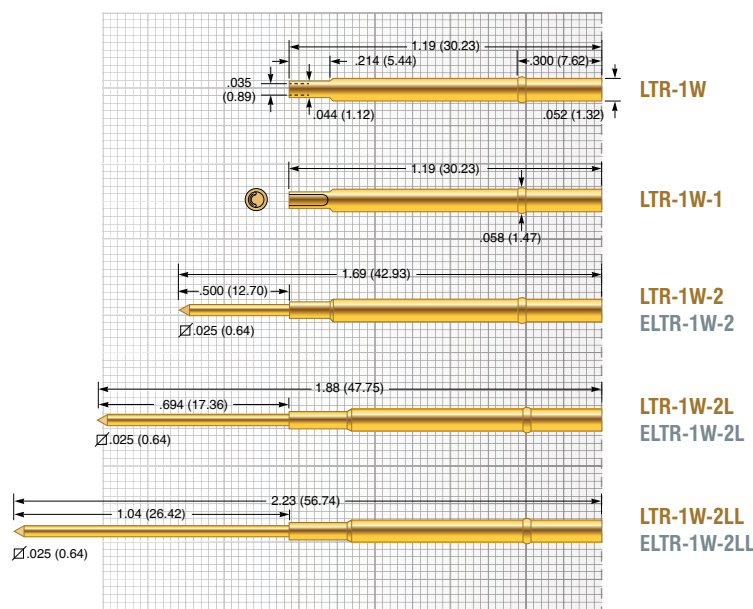 1.19 (30.23)
.214 (5.44)
.300 (7.62)
.035
(0.89)
.044 (1.12)
.052 (1.32)
LTR-1W
1.19 (30.23)
.058 (1.47)
LTR-1W-1
1.69 (42.93)
.500 (12.70)
.025 (0.64)
LTR-1W-2
ELTR-1W-2
1.88 (47.75)
.694 (17.36)
.025 (0.64)
LTR-1W-2L
ELTR-1W-2L
2.23 (56.74)
1.04 (26.42)
.025 (0.64)
LTR-1W-2LL
ELTR-1W-2LL